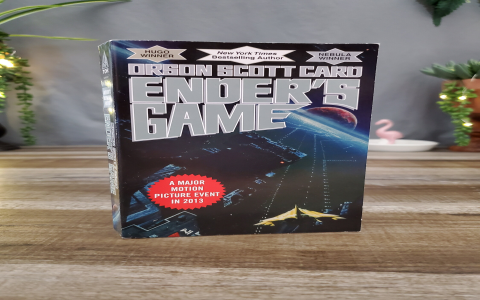 HUGO
WINNER
New York Times
Bestselling Author
NEBULA
WINNER
ORSON SCOTT CARD
ENDER'S
GAME
A MAJOR
MOTION
PICTURE EVENT
IN 2013